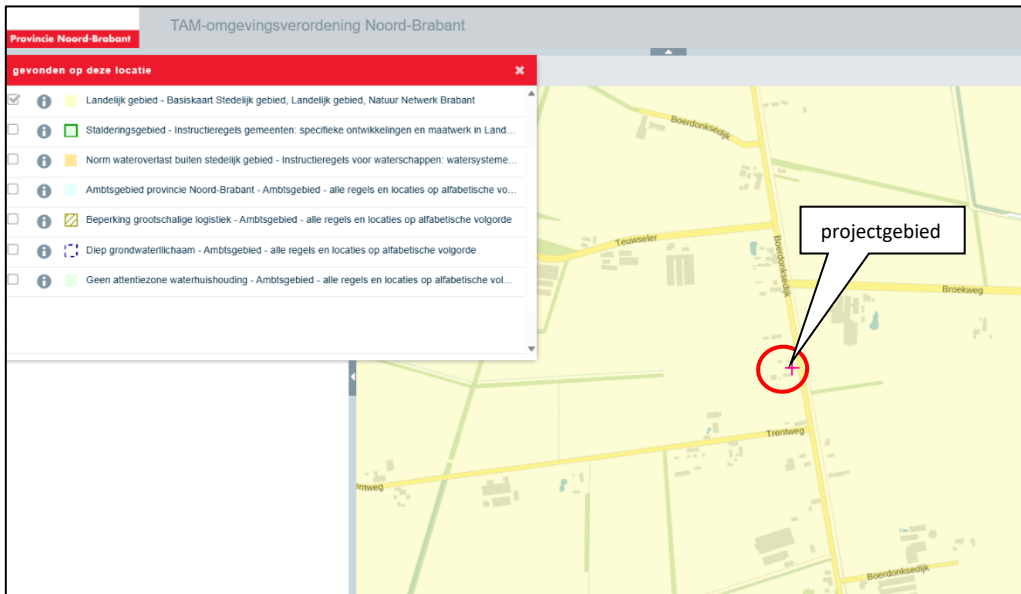 TAM-omgevingsverordening Noord-Brabant
Provincie Noord-Brabant
gevonden op deze locatie
Landelijk gebied - Basiskaart Stedelijk gebied, Landelijk gebied, Natuur Netwerk Brabant
Stalderingsgebied - Instructieregels gemeenten: specifieke ontwikkelingen en maatwerk in Land...
Norm wateroverlast buiten stedelijk gebied - Instructieregels voor waterschappen: watersysteme...
Ambtsgebied provincie Noord-Brabant - Ambtsgebied - alle regels en locaties op alfabetische vo...
Beperking grootschalige logistiek - Ambtsgebied - alle regels en locaties op alfabetische volgorde
Diep grondwaterllichaam - Ambtsgebied - alle regels en locaties op alfabetische volgorde
Geen attentiezone waterhuishouding - Ambtsgebied - alle regels en locaties op alfabetische vol...
Boerdonksedijk
Teuwseler
Boerdonksedijk
projectgebied
Broekweg
Trentweg
ntweg
Boerdonksedijk